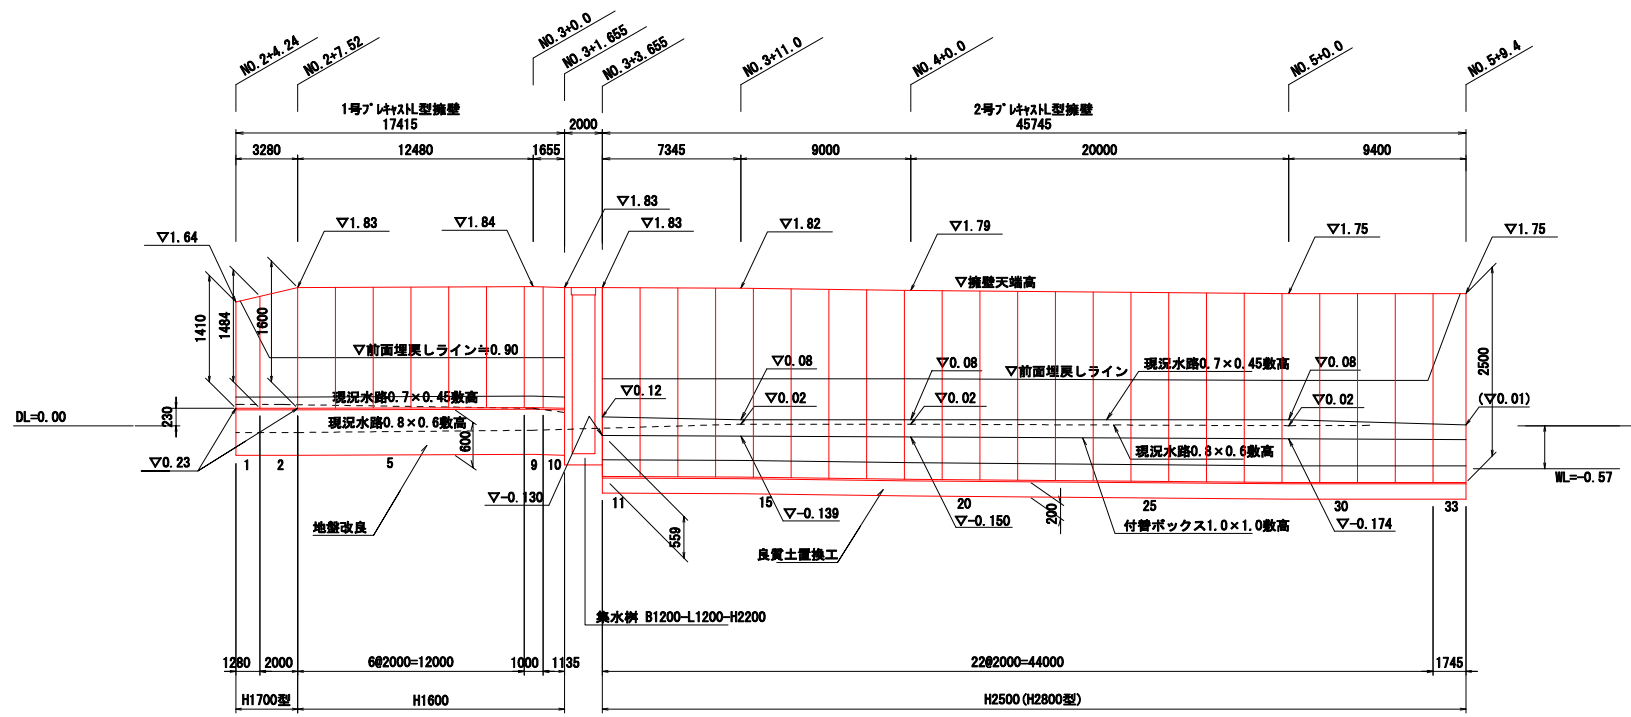 NO.2+4.24
NO.2+7.52
NO.3+0.0
NO.3+1.655
NO.3+3.655
NO.3+11.0
NO.4+0.0
NO.5+0.0
NO.5+9.4
1号プレキャストL型擁壁
17415
2000
2号プレキャストL型擁壁
45745
3280
12480
1655
7345
9000
20000
9400
▽1.64
▽1.83
▽1.84
▽1.83
▽1.83
▽1.82
▽1.79
▽1.75
▽1.75
▽擁壁天端高
1410
1484
1600
▽前面埋戻しライン≒0.90
▽0.08
▽0.08
現況水路0.7×0.45敷高
▽0.08
▽前面埋戻しライン
2500
現況水路0.7×0.45敷高
▽0.12
▽0.02
▽0.02
▽0.02
(▽0.01)
DL=0.00
230
現況水路0.8×0.6敷高
600
現況水路0.8×0.6敷高
▽0.23
1
2
5
9
10
WL=-0.57
▽-0.130
11
15
20
25
30
33
▽-0.139
▽-0.150
200
付替ボックス1.0×1.0敷高
▽-0.174
地盤改良
559
良質土置換工
集水桝 B1200-L1200-H2200
1280
2000
6@2000=12000
1000
1135
22@2000=44000
1745
H1700型
H1600
H2500(H2800型)